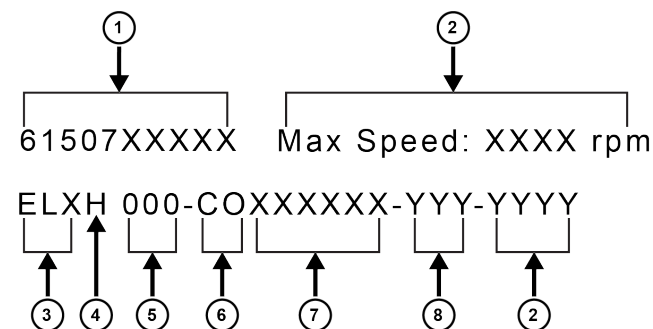 1 2
61507XXXXX Max Speed: XXXX rpm
ELXH 000-COXXXXXX-YYY-YYYY
3 4 5 6 7 8 2